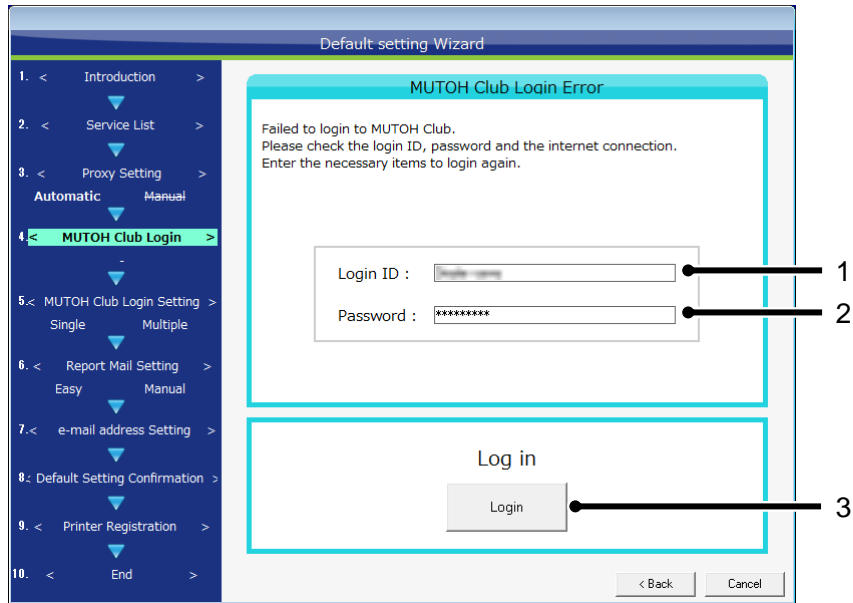 Default setting Wizard
1. < Introduction >
2. < Service List >
3. < Proxy Setting >
Automatic Manual
4.< MUTOH Club Login >
-
5.< MUTOH Club Login Setting >
Single Multiple
6. < Report Mail Setting >
Easy Manual
7.< e-mail address Setting >
8.< Default Setting Confirmation >
9. < Printer Registration >
10. < End >
MUTOH Club Login Error
Failed to login to MUTOH Club.
Please check the login ID, password and the internet connection.
Enter the necessary items to login again.
Login ID : 1
Password : ********* 2
Log in
Login 3
< Back Cancel